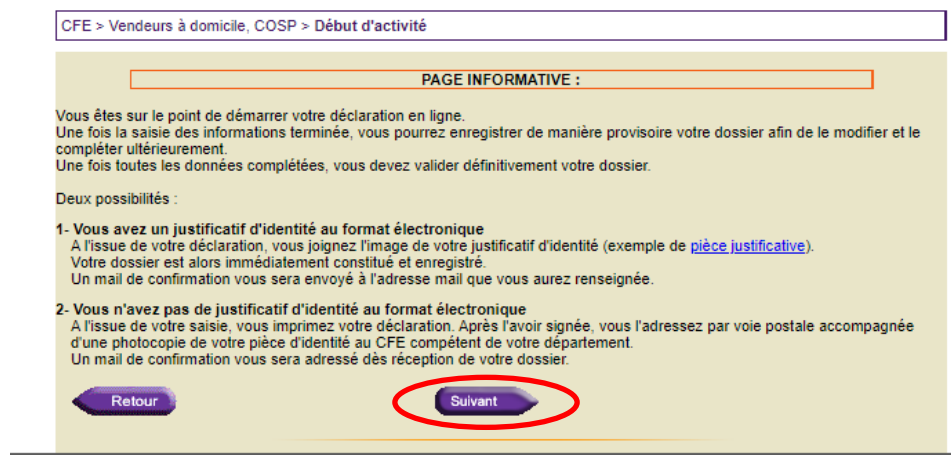 CFE > Vendeurs à domicile, COSP > Début d'activité
PAGE INFORMATIVE :
Vous êtes sur le point de démarrer votre déclaration en ligne.
Une fois la saisie des informations terminée, vous pourrez enregistrer de manière provisoire votre dossier afin de le modifier et le
compléter ultérieurement.
Une fois toutes les données complétées, vous devez valider définitivement votre dossier.
Deux possibilités :
1- Vous avez un justificatif d'identité au format électronique
A l'issue de votre déclaration, vous joignez l'image de votre justificatif d'identité (exemple de pièce justificative).
Votre dossier est alors immédiatement constitué et enregistré.
Un mail de confirmation vous sera envoyé à l'adresse mail que vous aurez renseignée.
2- Vous n'avez pas de justificatif d'identité au format électronique
A l'issue de votre saisie, vous imprimez votre déclaration. Après l'avoir signée, vous l'adressez par voie postale accompagnée
d'une photocopie de votre pièce d'identité au CFE compétent de votre département.
Un mail de confirmation vous sera adressé dès réception de votre dossier.
Retour
Suivant